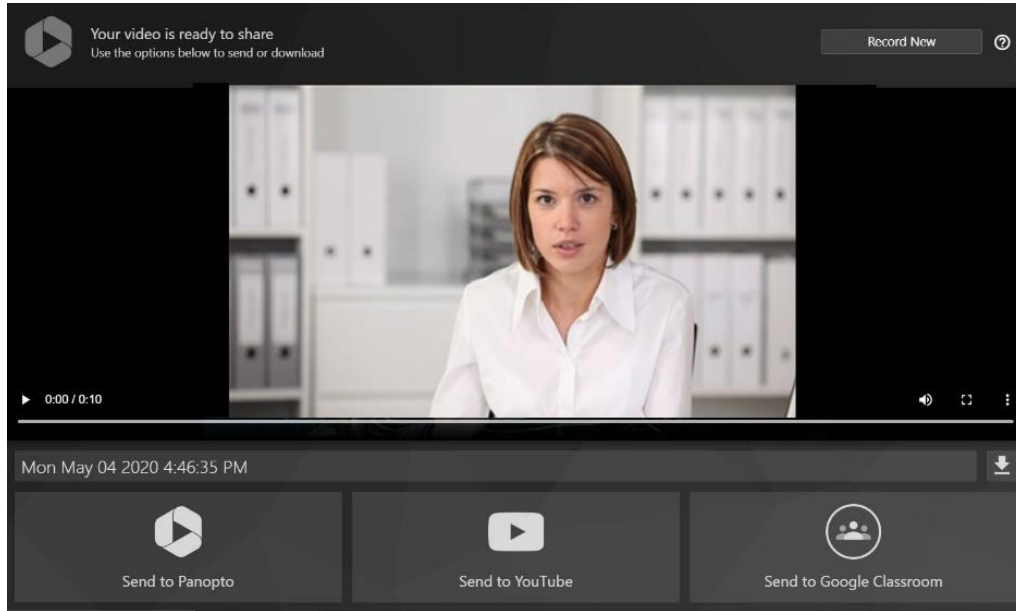 Your video is ready to share
Use the options below to send or download
Record New
0:00 / 0:10
Mon May 04 2020 4:46:35 PM
Send to Panopto
Send to YouTube
Send to Google Classroom